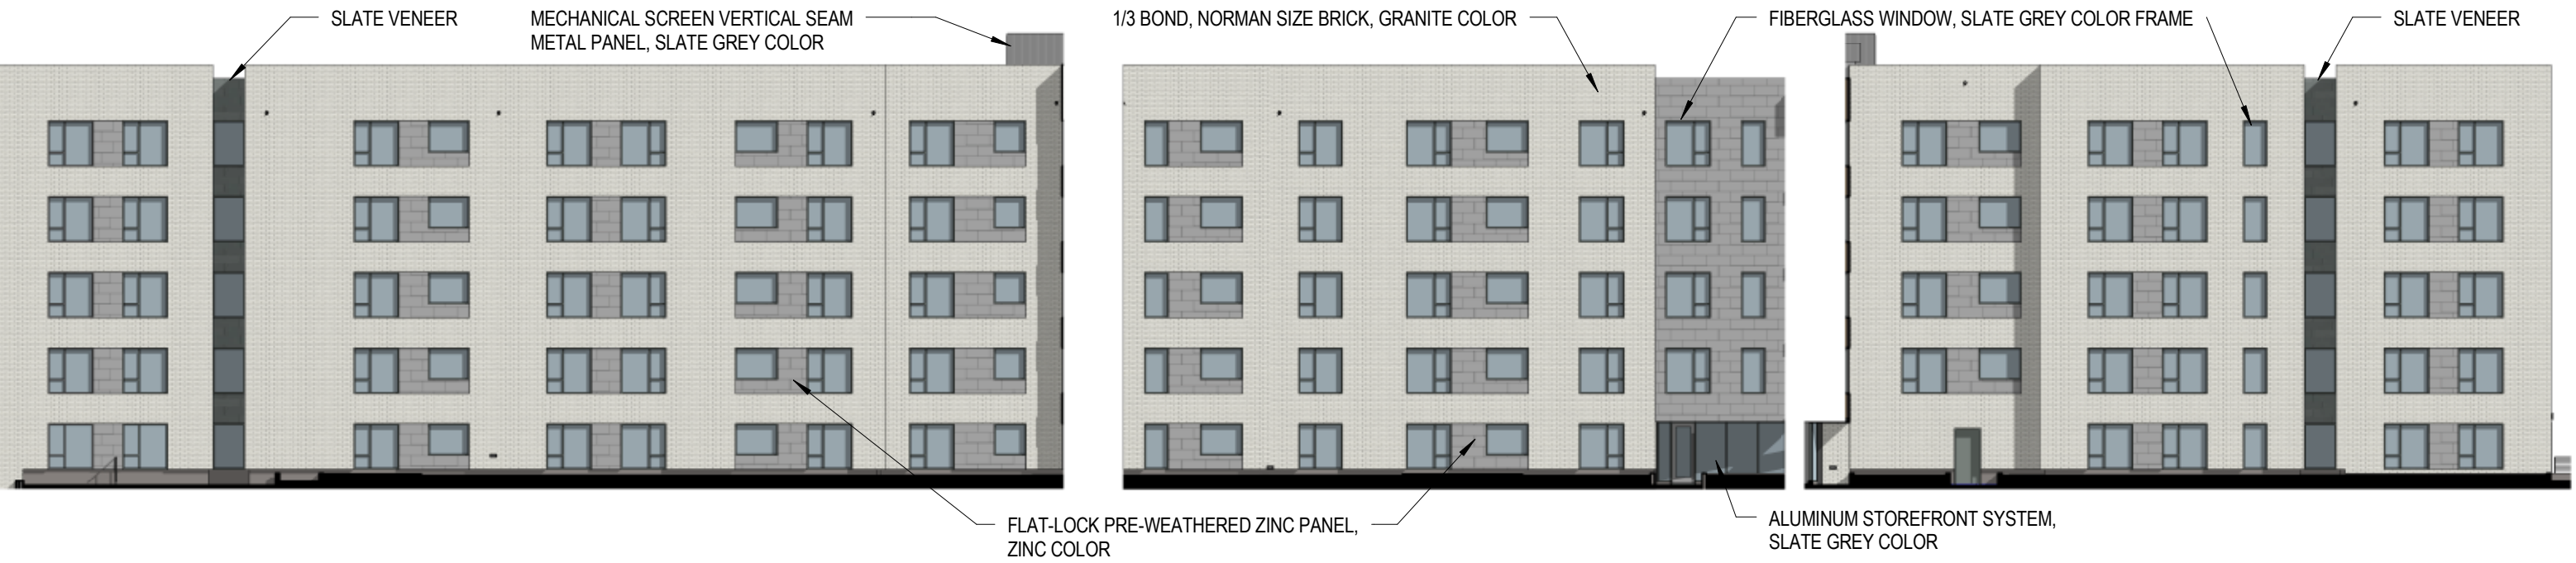 SLATE VENEER
MECHANICAL SCREEN VERTICAL SEAM
METAL PANEL, SLATE GREY COLOR
1/3 BOND, NORMAN SIZE BRICK, GRANITE COLOR
FIBERGLASS WINDOW, SLATE GREY COLOR FRAME
SLATE VENEER
FLAT-LOCK PRE-WEATHERED ZINC PANEL,
ZINC COLOR
ALUMINUM STOREFRONT SYSTEM,
SLATE GREY COLOR